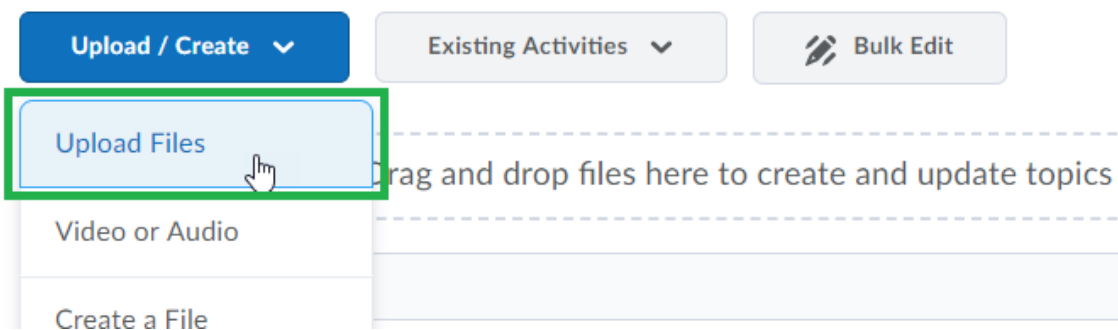 Upload / Create
Existing Activities
Bulk Edit
Upload Files
rag and drop files here to create and update topics
Video or Audio
Create a File